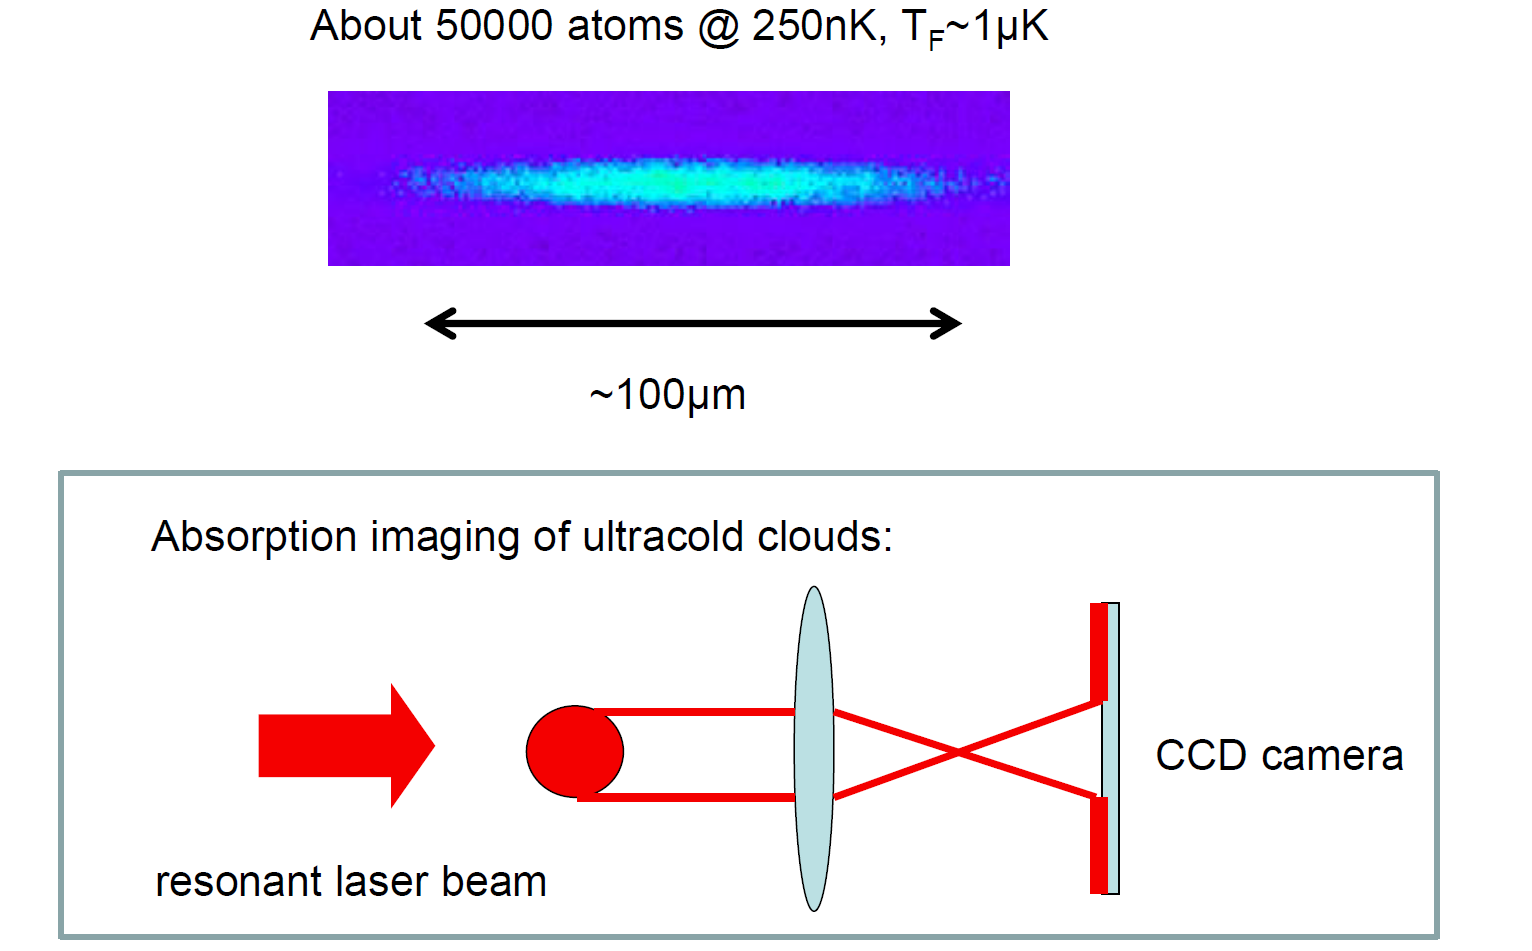 About 50000 atoms @ 250nK, TF~1µK
~100µm
Absorption imaging of ultracold clouds:
CCD camera
resonant laser beam